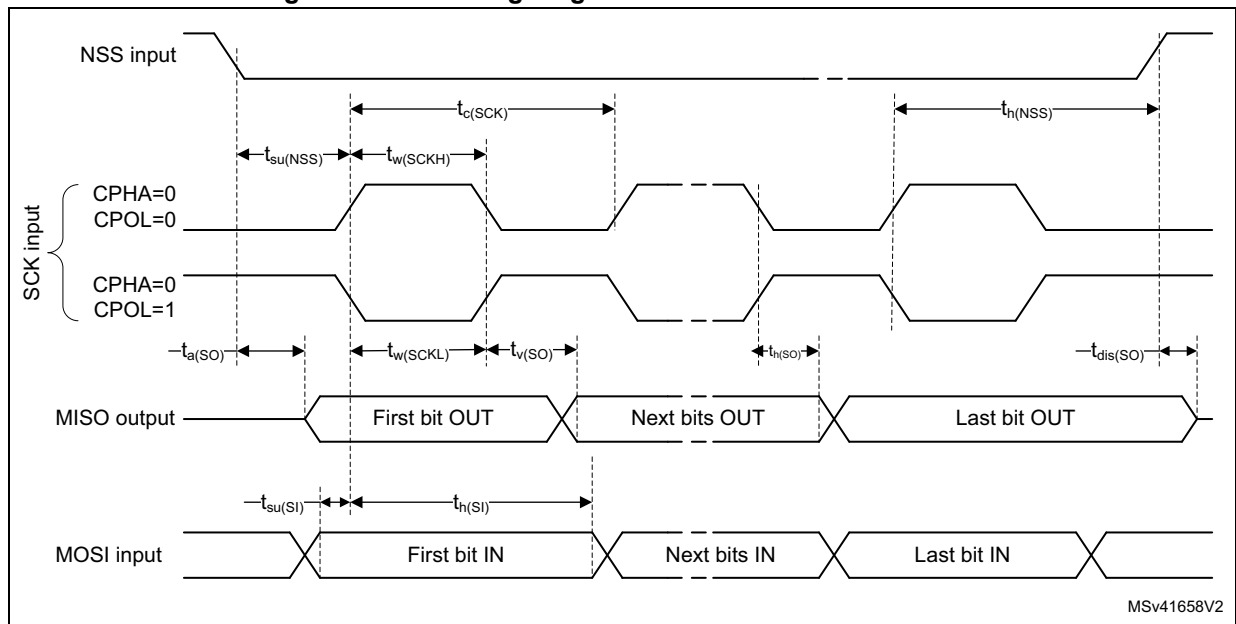 NSS input
tc(SCK)
th(NSS)
tsu(NSS)
tw(SCKH)
SCK input
CPHA=0
CPOL=0
CPHA=0
CPOL=1
ta(SO)
tw(SCKL)
tv(SO)
th(SO)
tdis(SO)
MISO output
First bit OUT
Next bits OUT
Last bit OUT
tsu(SI)
th(SI)
MOSI input
First bit IN
Next bits IN
Last bit IN
MSv41658V2